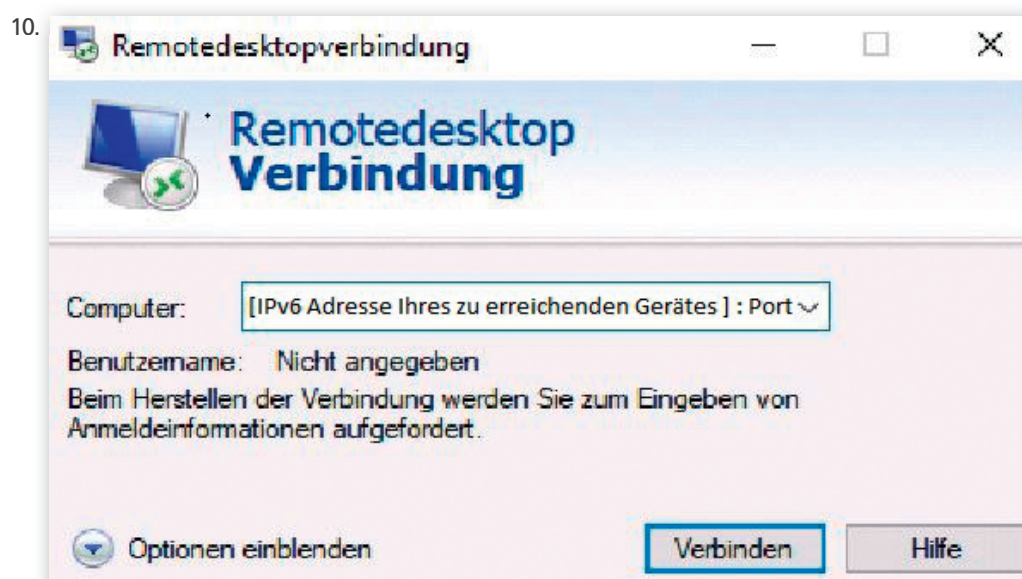 10.
Remotedesktopverbindung
Remotedesktop
Verbindung
Computer: [IPv6 Adresse Ihres zu erreichenden Gerätes ] : Port
Benutzername: Nicht angegeben
Beim Herstellen der Verbindung werden Sie zum Eingeben von
Anmeldeinformationen aufgefordert.
Optionen einblenden Verbinden Hilfe